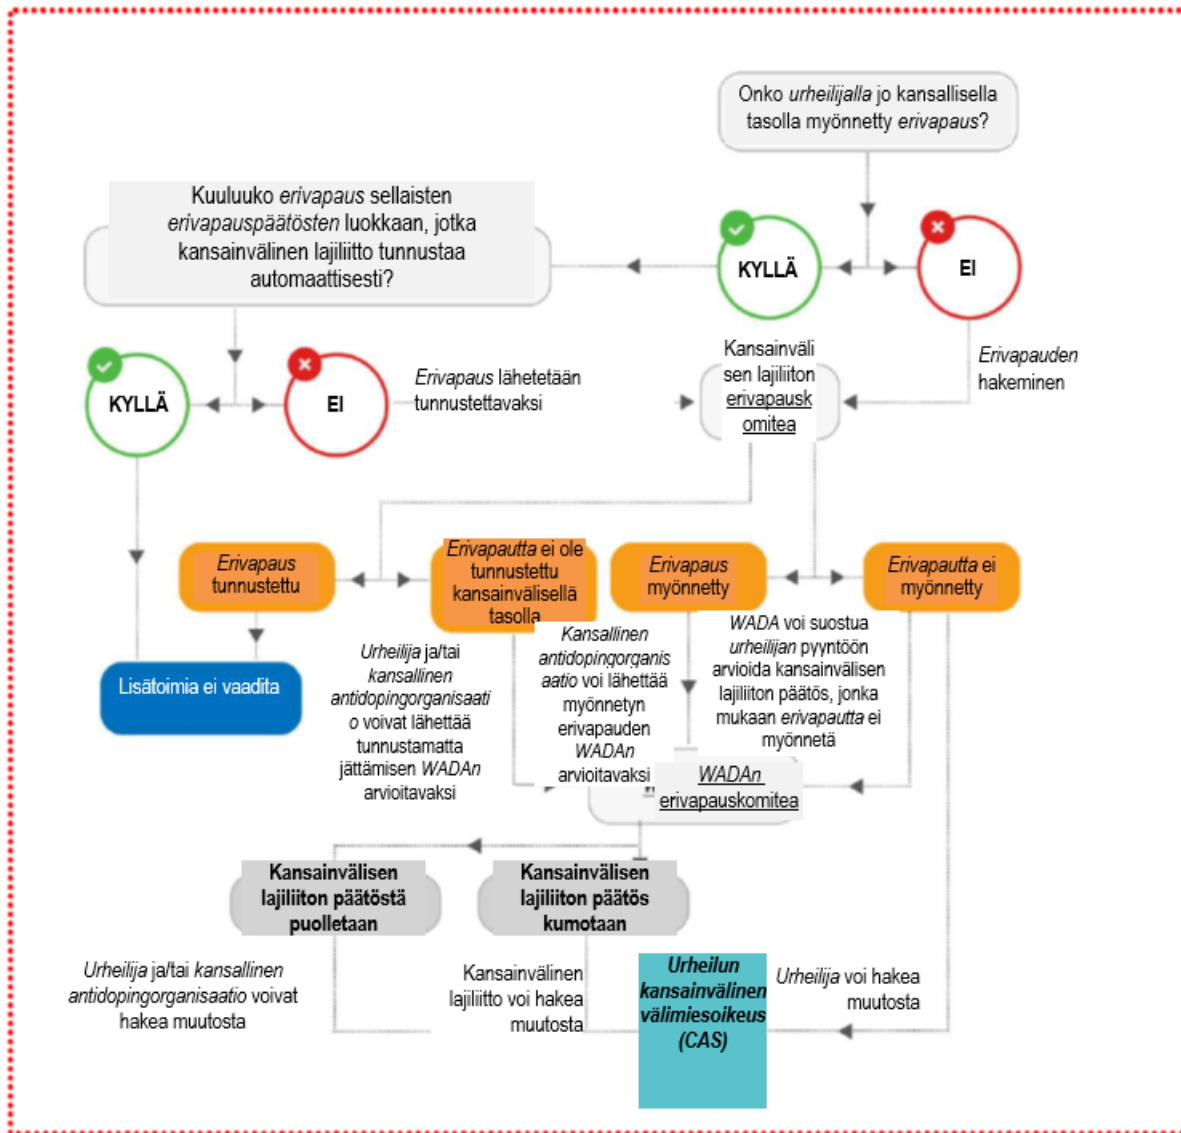 Onko urheilijalla jo kansallisella
tasolla myönnetty erivapaus?
Kuuluuko erivapaus sellaisten
erivapauspäätösten luokkaan, jotka
kansainvälinen lajiliitto tunnustaa
automaattisesti?
KYLLÄ
EI
KYLLÄ
EI
Erivapaus lähetetään
tunnustettavaksi
Kansainväli
sen lajiliiton
erivapausk
omitea
Erivapauden
hakeminen
Erivapaus
tunnustettu
Erivapautta ei ole
tunnustettu
kansainvälisellä
tasolla
Erivapaus
myönnetty
Erivapautta ei
myönnetty
Lisätoimia ei vaadita
Urheilija ja/tai
kansallinen
antidopingorganisaati
o voivat lähettää
tunnustamatta
jättämisen WADAn
arvioitavaksi
Kansallinen
antidopingorganis
aatio voi lähettää
myönnetyn
erivapauden
WADAn
arvioitavaksi
WADA voi suostua
urheilijan pyyntöön
arvioida kansainvälisen
lajiliiton päätös, jonka
mukaan erivapautta ei
myönnetä
WADAn
erivapauskomitea
Kansainvälisen
lajiliiton päätöstä
puolletaan
Kansainvälisen
lajiliiton päätös
kumotaan
Urheilija ja/tai kansallinen
antidopingorganisaatio voivat
hakea muutosta
Kansainvälinen
lajiliitto voi hakea
muutosta
Urheilun
kansainvälinen
välimiesoikeus
(CAS)
Urheilija voi hakea
muutosta